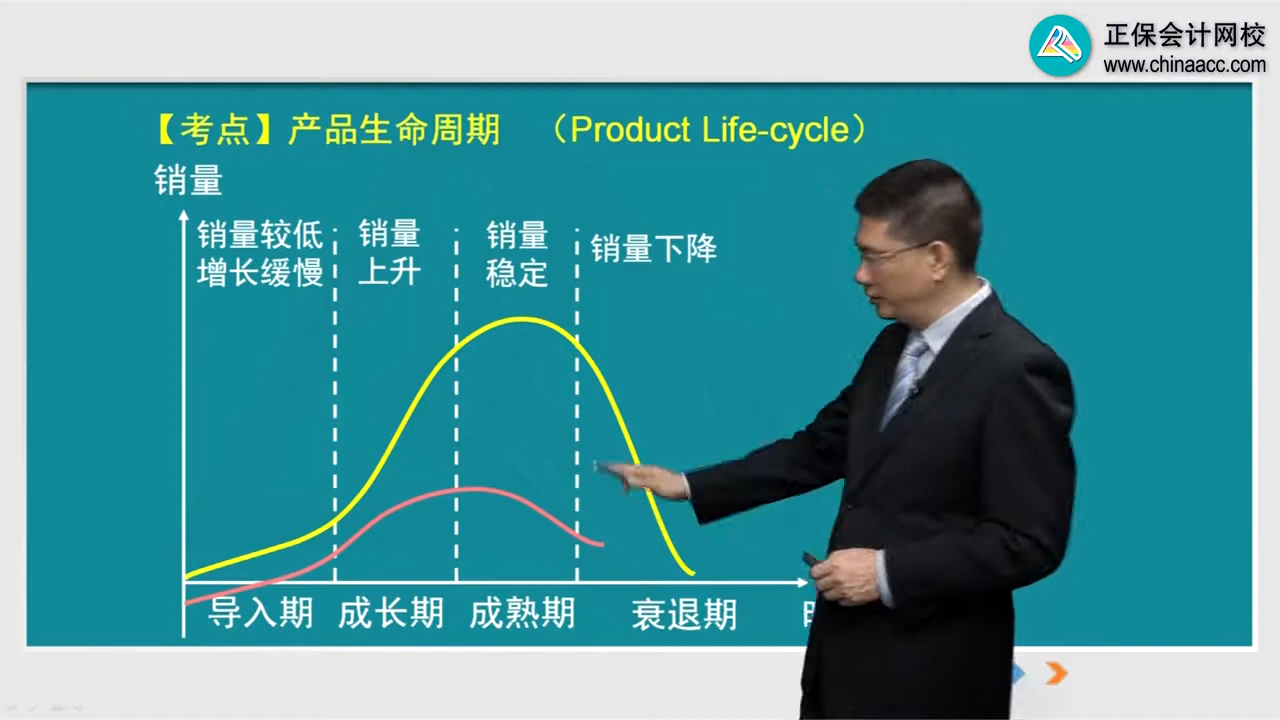 正保会计网校
www.chinaacc.com
【考点】产品生命周期 （Product Life-cycle）
销量
销量较低
增长缓慢
销量
上升
销量
稳定
销量下降
导入期 成长期 成熟期 衰退期